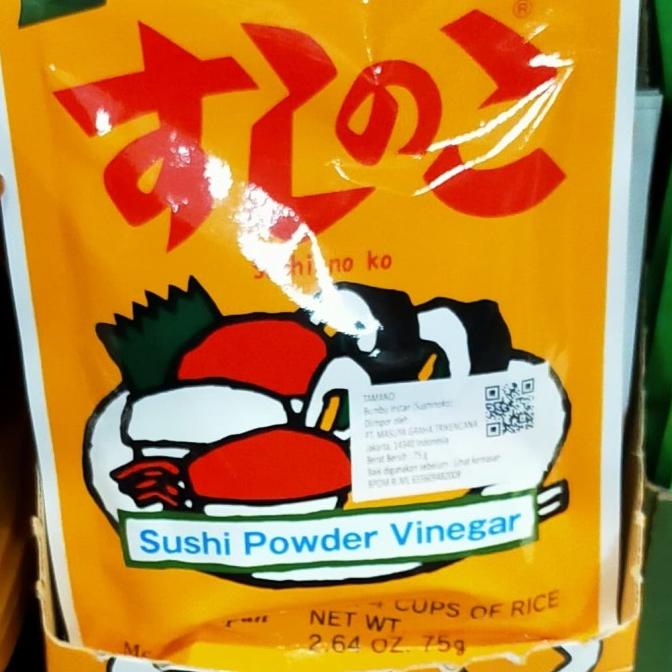 ®
すしのこ
sushi no ko
TAMANO
Bumbu Instan (Sushinoko)
Diimpor oleh
PT. MASUYA GRAHA TRIKENCANA
Jakarta, 14340 Indonesia
Berat Bersih : 75 g
Baik digunakan sebelum : Lihat kemasan
Sushi Powder Vinegar
CUPS OF RICE
NET WT
2.64 OZ. 75g